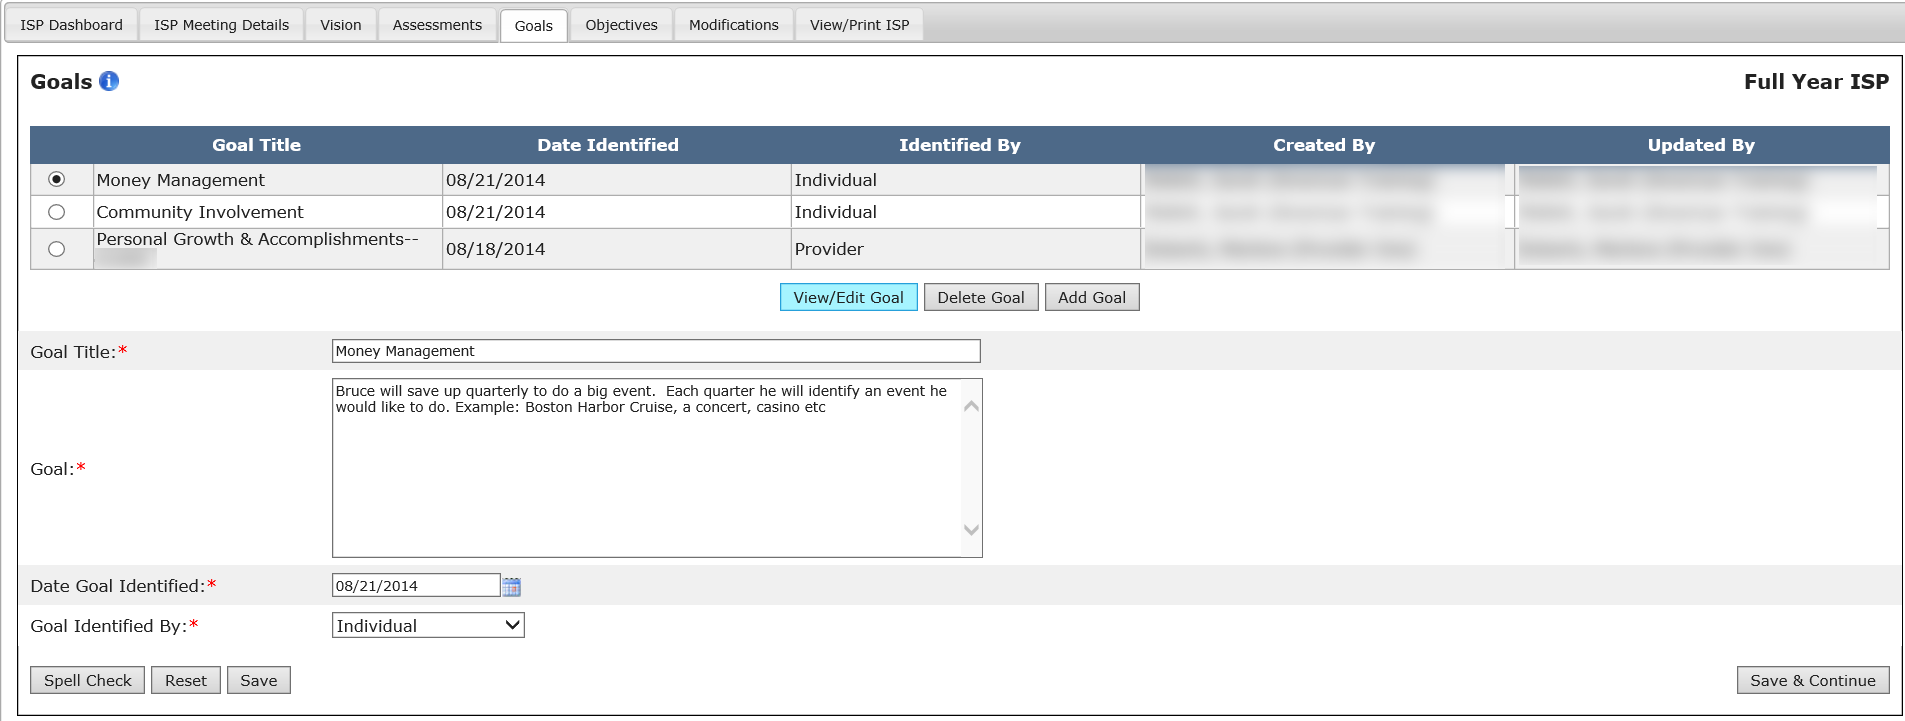 ISP Dashboard ISP Meeting Details Vision Assessments Goals Objectives Modifications View/Print ISP
Goals Full Year ISP
Goal Title Date Identified Identified By Created By Updated By
Money Management 08/21/2014 Individual
Community Involvement 08/21/2014 Individual
Personal Growth & Accomplishments--
08/18/2014 Provider
View/Edit Goal Delete Goal Add Goal
Goal Title:* Money Management
Goal:*
Bruce will save up quarterly to do a big event.  Each quarter he will identify an event he
would like to do. Example: Boston Harbor Cruise, a concert, casino etc
Date Goal Identified:* 08/21/2014
Goal Identified By:* Individual
Spell Check Reset Save Save & Continue